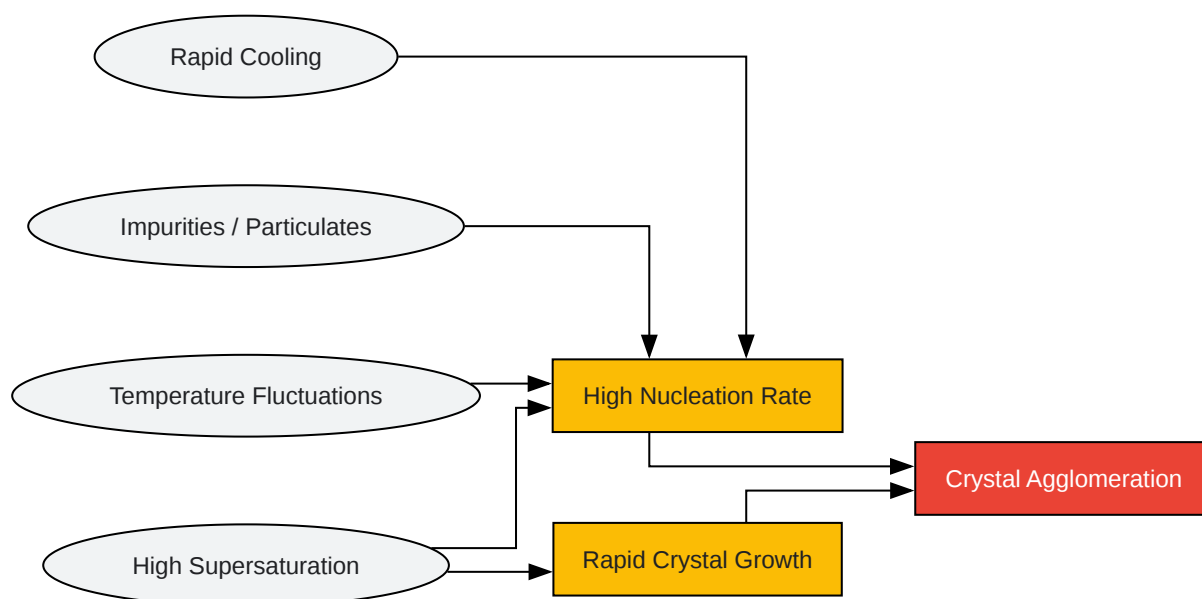 Rapid Cooling
Impurities / Particulates
Temperature Fluctuations
High Nucleation Rate
Crystal Agglomeration
High Supersaturation
Rapid Crystal Growth